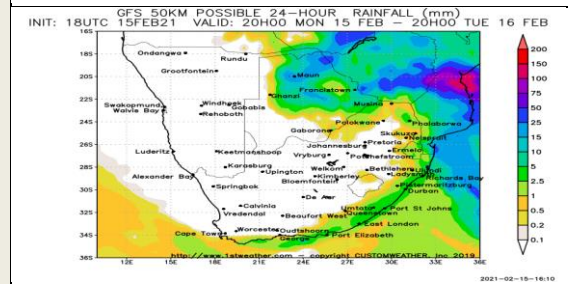 GFS 50KM POSSIBLE 24-HOUR RAINFALL (mm)
INIT: 18UTC 15FEB21 VALID: 20H00 MON 15 FEB - 20H00 TUE 16 FEB
16S
18S
20S
22S
24S
26S
28S
30S
32S
34S
36S
Ondangwa
Rundu
Grootfontein
Maun
Francistown
Ghanzi
Swakopmund
Walvis Bay
Windhoek
Gobabis
Rehoboth
Musina
Polokwane
Phalaborwa
Gaborone
Skukuza
Nelspruit
Pretoria
Johannesburg
Luderitz
Keetmanshoop
Vryburg
Potchefstroom
Ermelo
Karasburg
Upington
Welkom
Bethlehem
Ladysmith
Ulundi
Alexander Bay
Kimberley
Bloemfontein
Richards Bay
Springbok
Pietermaritzburg
Durban
De Aar
Calvinia
Vredendal
Umtata
Port St Johns
Queenstown
Beaufort West
East London
Cape Town
Worcester
Oudtshoorn
George
Port Elizabeth
http://www.1stweather.com - copyright CUSTOMWEATHER, Inc 2019
12E 15E 18E 21E 24E 27E 30E 33E 36E
200
150
100
75
50
25
15
10
5
2.5
1
0.5
0.2
0.1
2021-02-15-16:10